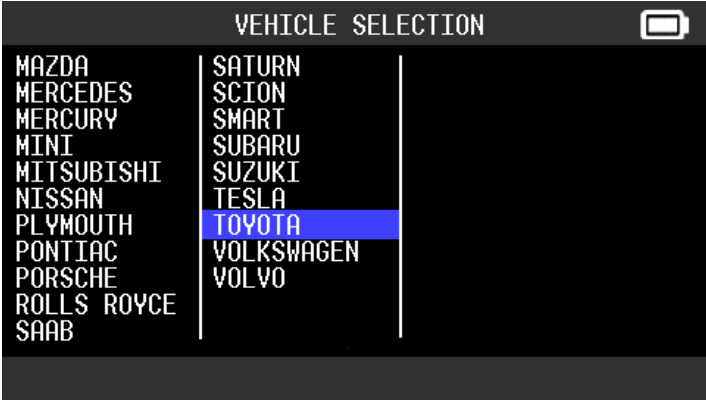 VEHICLE SELECTION
MAZDA
MERCEDES
MERCURY
MINI
MITSUBISHI
NISSAN
PLYMOUTH
PONTIAC
PORSCHE
ROLLS ROYCE
SAAB
SATURN
SCION
SMART
SUBARU
SUZUKI
TESLA
TOYOTA
VOLKSWAGEN
VOLVO